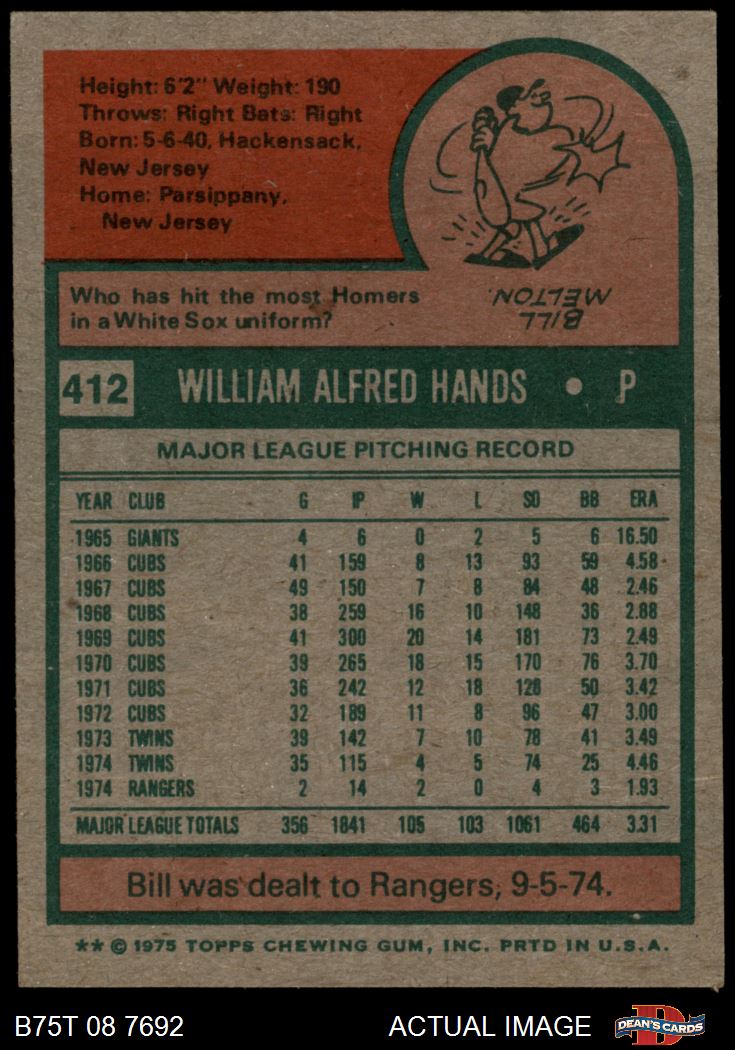 Height: 6'2" Weight: 190
Throws: Right Bats: Right
Born: 5-6-40, Hackensack,
New Jersey
Home: Parsippany,
New Jersey
Who has hit the most Homers
in a White Sox uniform?
BILL
MELTON.
412 WILLIAM ALFRED HANDS • P
MAJOR LEAGUE PITCHING RECORD
YEAR CLUB G IP W L SO BB ERA
1965 GIANTS 4 6 0 2 5 6 16.50
1966 CUBS 41 159 8 13 93 59 4.58
1967 CUBS 49 150 7 8 84 48 2.46
1968 CUBS 38 259 16 10 148 36 2.88
1969 CUBS 41 300 20 14 181 73 2.49
1970 CUBS 39 265 18 15 170 76 3.70
1971 CUBS 36 242 12 18 128 50 3.42
1972 CUBS 32 189 11 8 96 47 3.00
1973 TWINS 39 142 7 10 78 41 3.49
1974 TWINS 35 115 4 5 74 25 4.46
1974 RANGERS 2 14 2 0 4 3 1.93
MAJOR LEAGUE TOTALS 356 1841 105 103 1061 464 3.31
Bill was dealt to Rangers, 9-5-74.
** © 1975 TOPPS CHEWING GUM, INC. PRTD IN U.S.A.
B75T 08 7692 ACTUAL IMAGE D DEAN'S CARDS
WWW.DEANSCARDS.COM